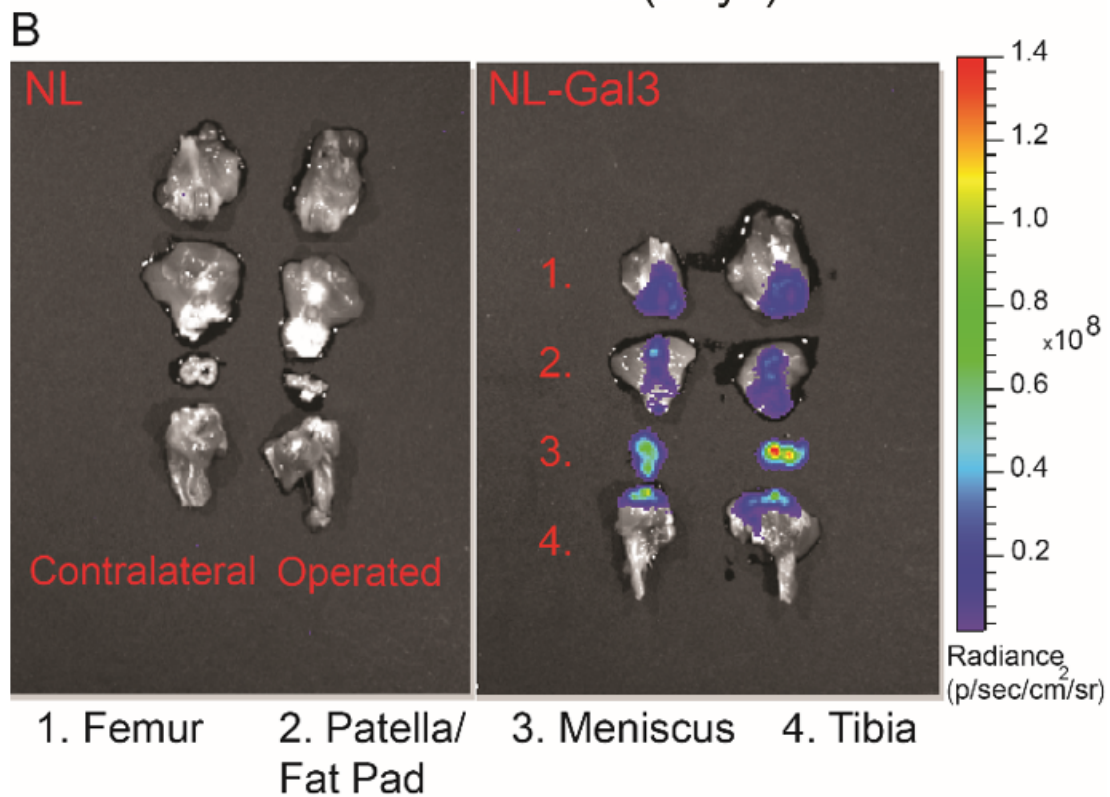 B
NL
NL-Gal3
1.
2.
3.
4.
Contralateral Operated
1.4
1.2
1.0
0.8
x10^8
0.6
0.4
0.2
Radiance
(p/sec/cm²/sr)
1. Femur 2. Patella/ 3. Meniscus 4. Tibia
Fat Pad